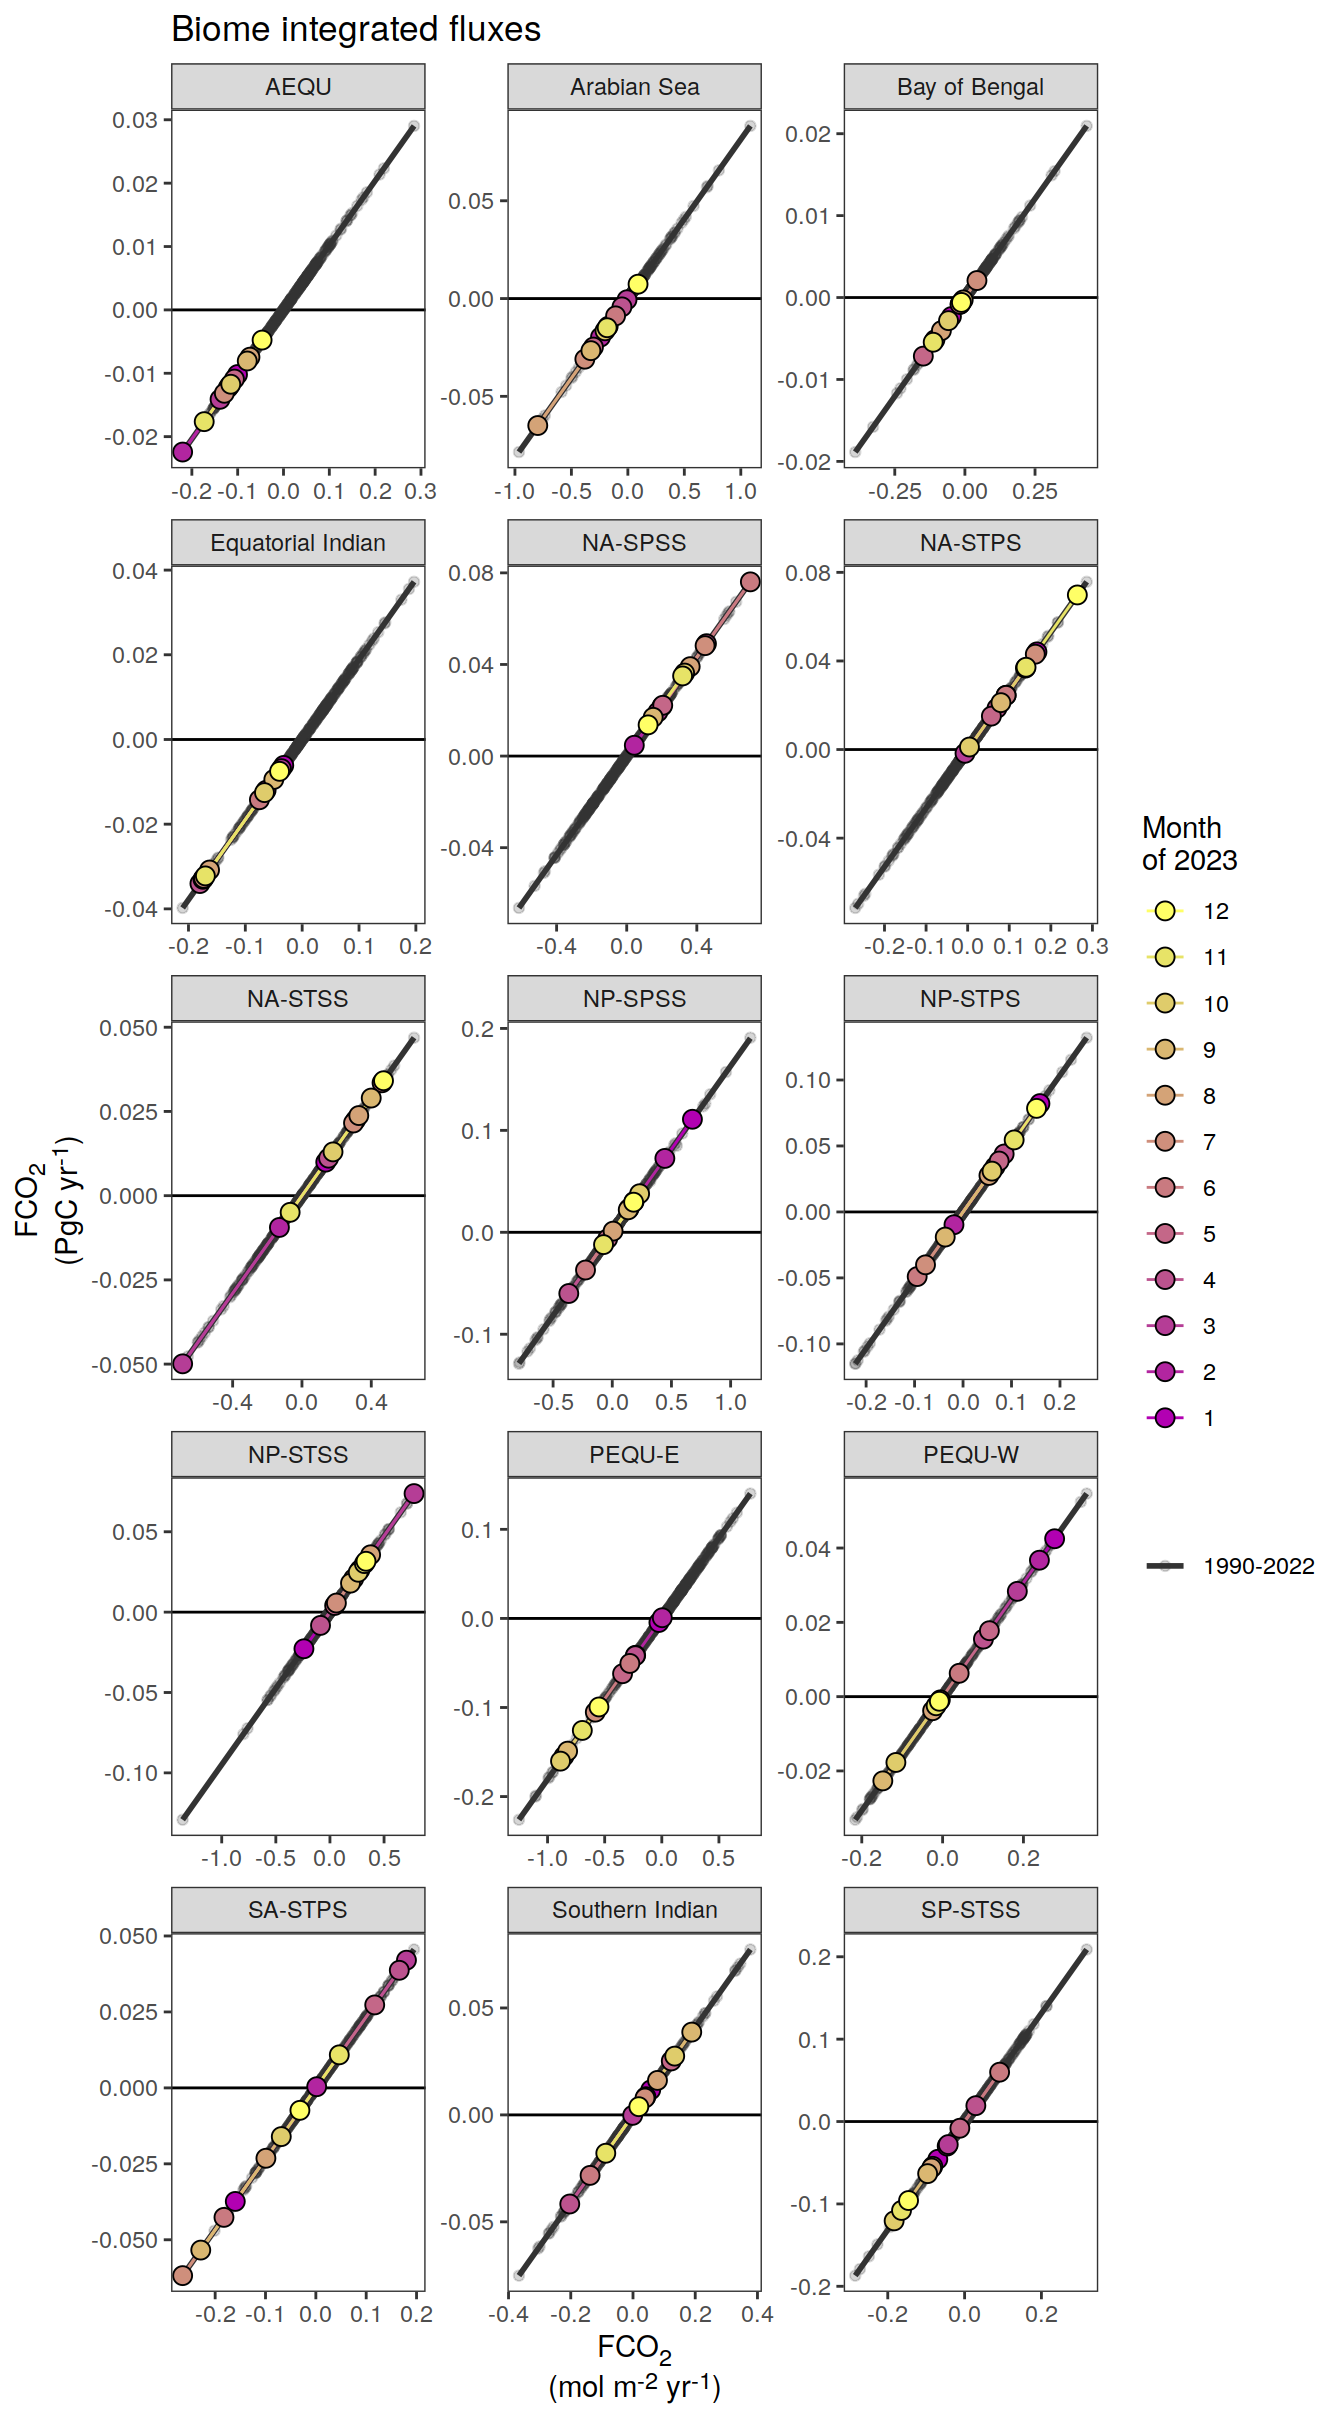 Biome integrated fluxes
AEQU
Arabian Sea
Bay of Bengal
0.03
0.02
0.01
0.00
-0.01
-0.02
0.05
0.00
-0.05
0.02
0.01
0.00
-0.01
-0.02
-0.2 -0.1 0.0 0.1 0.2 0.3
-1.0 -0.5 0.0 0.5 1.0
-0.25 0.00 0.25
Equatorial Indian
NA-SPSS
NA-STPS
0.04
0.02
0.00
-0.02
-0.04
0.08
0.04
0.00
-0.04
0.08
0.04
0.00
-0.04
-0.2 -0.1 0.0 0.1 0.2
-0.4 0.0 0.4
-0.2 -0.1 0.0 0.1 0.2 0.3
NA-STSS
NP-SPSS
NP-STPS
0.050
0.025
0.000
-0.025
-0.050
0.2
0.1
0.0
-0.1
0.10
0.05
0.00
-0.05
-0.10
-0.4 0.0 0.4
-0.5 0.0 0.5 1.0
-0.2 -0.1 0.0 0.1 0.2
NP-STSS
PEQU-E
PEQU-W
0.05
0.00
-0.05
-0.10
0.1
0.0
-0.1
-0.2
0.04
0.02
0.00
-0.02
-1.0 -0.5 0.0 0.5
-1.0 -0.5 0.0 0.5
-0.2 0.0 0.2
SA-STPS
Southern Indian
SP-STSS
0.050
0.025
0.000
-0.025
-0.050
0.05
0.00
-0.05
0.2
0.1
0.0
-0.1
-0.2
-0.2 -0.1 0.0 0.1 0.2
-0.4 -0.2 0.0 0.2 0.4
-0.2 0.0 0.2
FCO2
(PgC yr-1)
FCO2
(mol m-2 yr-1)
Month
of 2023
12
11
10
9
8
7
6
5
4
3
2
1
1990-2022